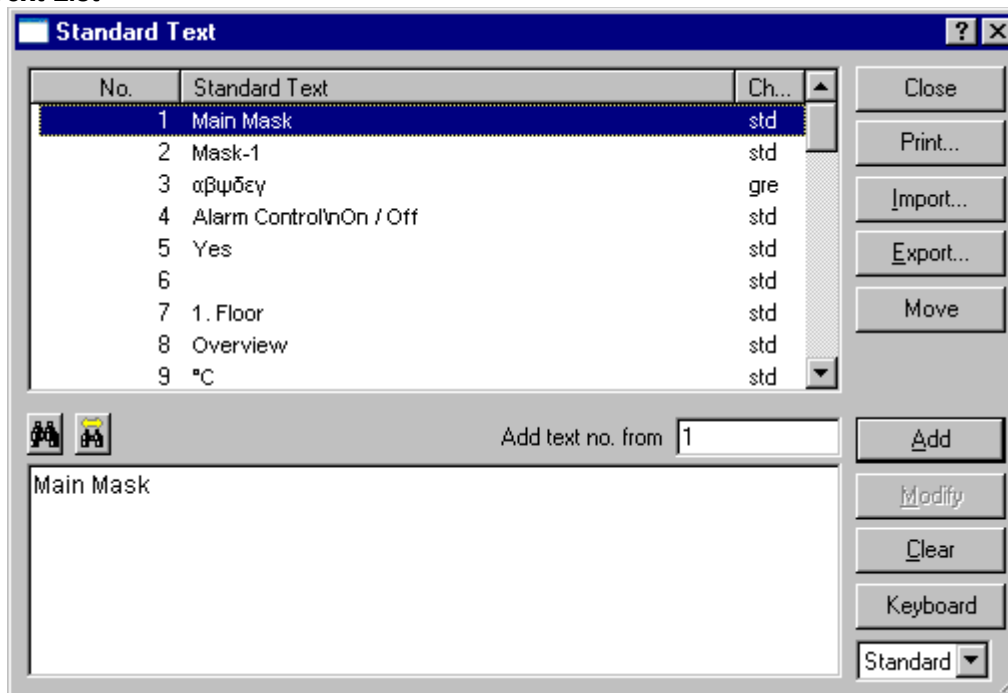 Standard Text
No. Standard Text Ch...
1 Main Mask std
2 Mask-1 std
3 αβψδεγ gre
4 Alarm Control\nOn / Off std
5 Yes std
6 std
7 1. Floor std
8 Overview std
9 °C std
Close
Print...
Import...
Export...
Move
Add text no. from 1
Main Mask
Add
Modify
Clear
Keyboard
Standard